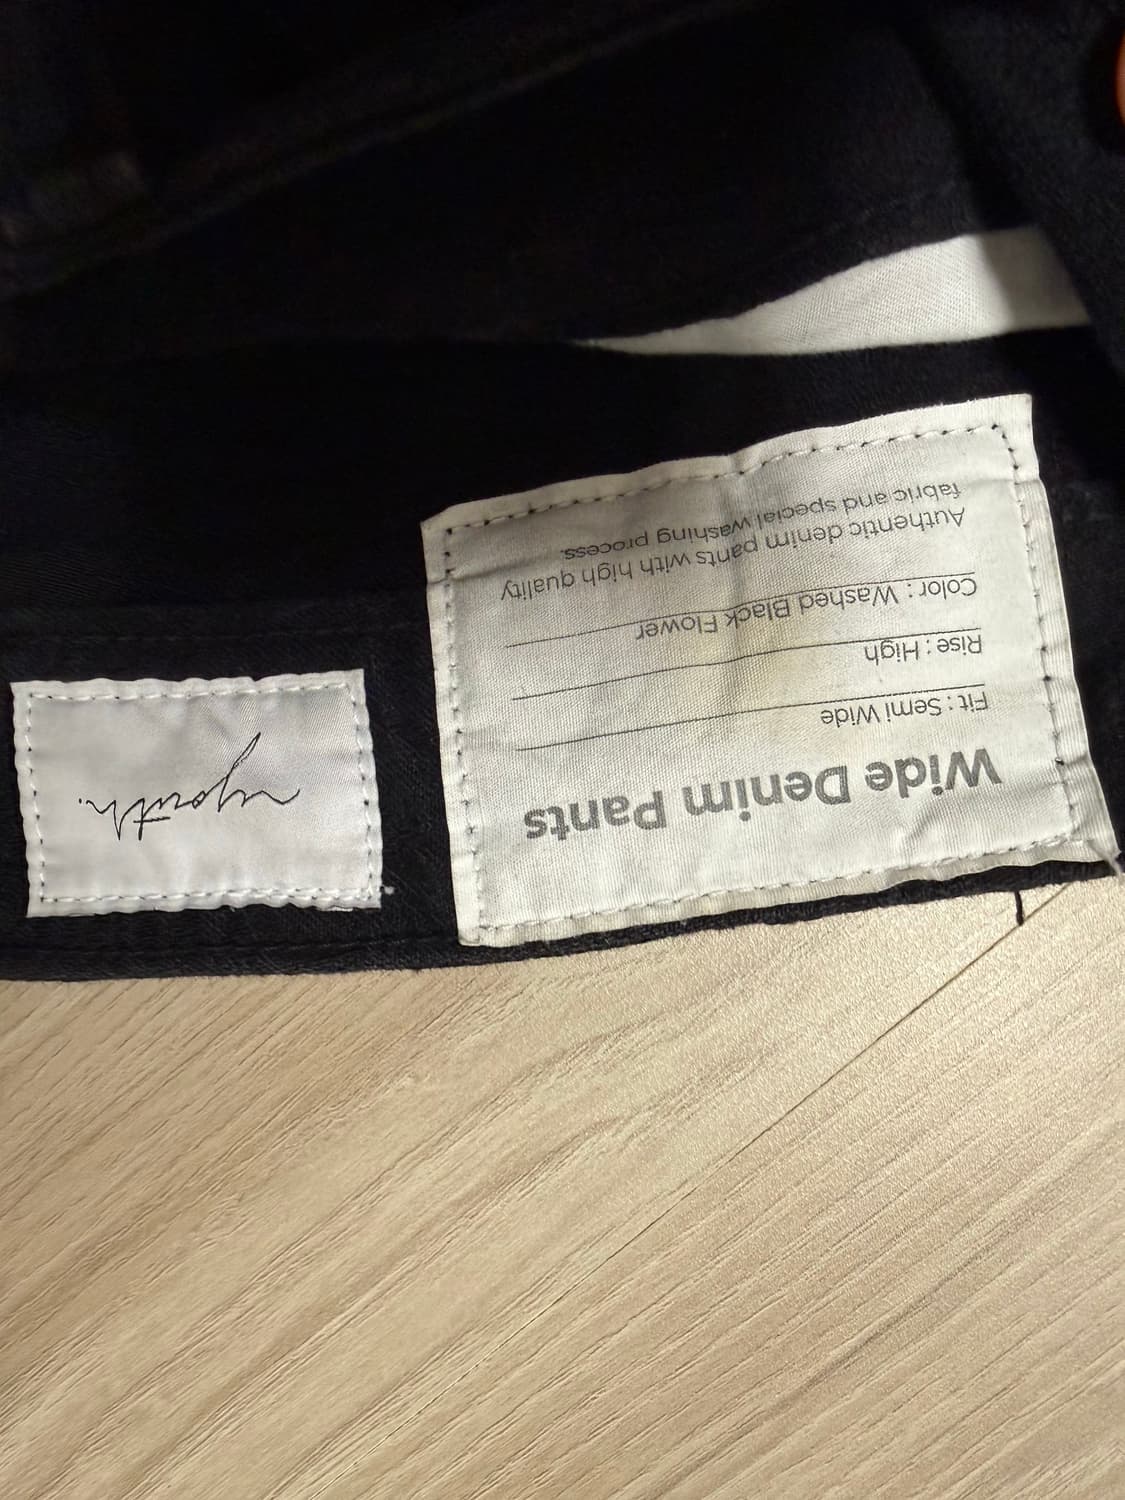 Wide Denim Pants
Fit : Semi Wide
Rise : High
Color : Washed Black Flower
Authentic denim pants with high quality
fabric and special washing process.
youth.